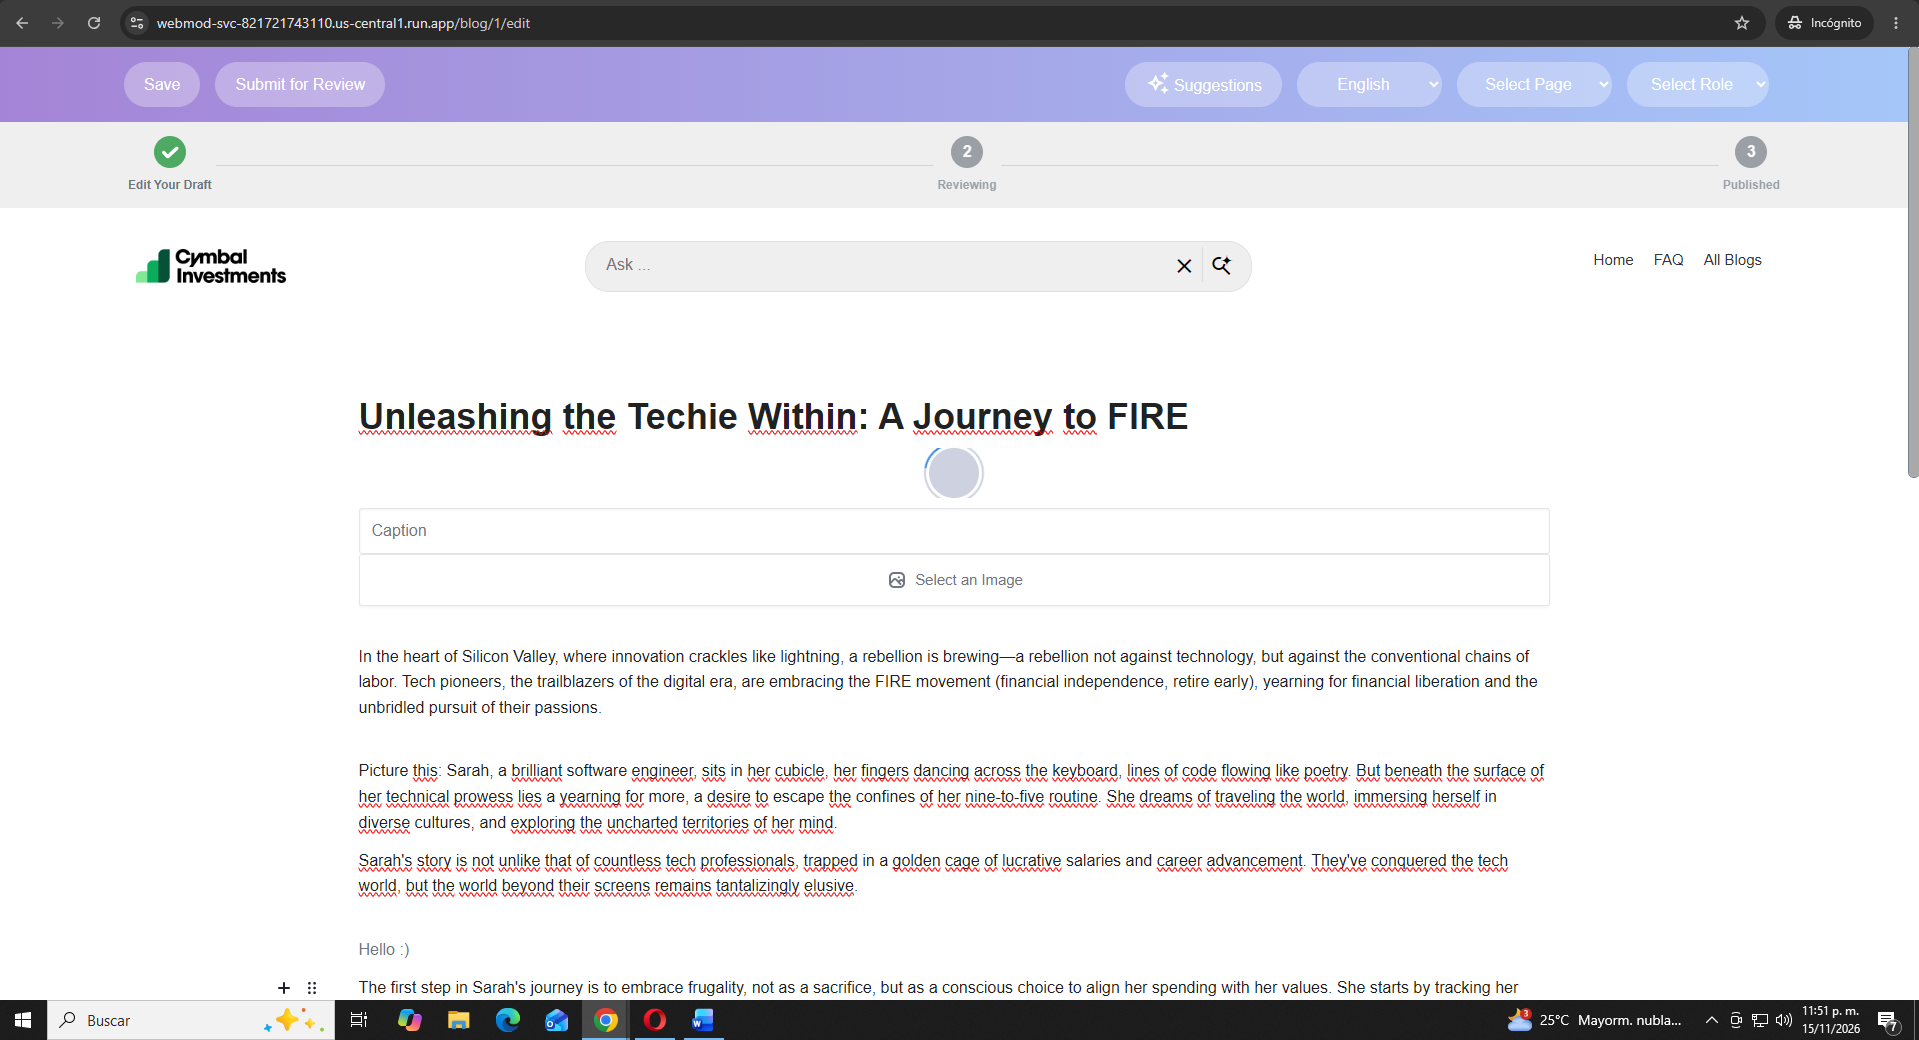 webmod-svc-821721743110.us-central1.run.app/blog/1/edit
Incógnito
Save
Submit for Review
Suggestions
English
Select Page
Select Role
2
3
Edit Your Draft
Reviewing
Published
Cymbal
Investments
Ask ...
Home
FAQ
All Blogs
Unleashing the Techie Within: A Journey to FIRE
Caption
Select an Image
In the heart of Silicon Valley, where innovation crackles like lightning, a rebellion is brewing—a rebellion not against technology, but against the conventional chains of
labor. Tech pioneers, the trailblazers of the digital era, are embracing the FIRE movement (financial independence, retire early), yearning for financial liberation and the
unbridled pursuit of their passions.
Picture this: Sarah, a brilliant software engineer, sits in her cubicle, her fingers dancing across the keyboard, lines of code flowing like poetry. But beneath the surface of
her technical prowess lies a yearning for more, a desire to escape the confines of her nine-to-five routine. She dreams of traveling the world, immersing herself in
diverse cultures, and exploring the uncharted territories of her mind.
Sarah's story is not unlike that of countless tech professionals, trapped in a golden cage of lucrative salaries and career advancement. They've conquered the tech
world, but the world beyond their screens remains tantalizingly elusive.
Hello :)
The first step in Sarah's journey is to embrace frugality, not as a sacrifice, but as a conscious choice to align her spending with her values. She starts by tracking her
Buscar
3
25°C Mayorm. nubla...
11:51 p. m.
15/11/2026
7